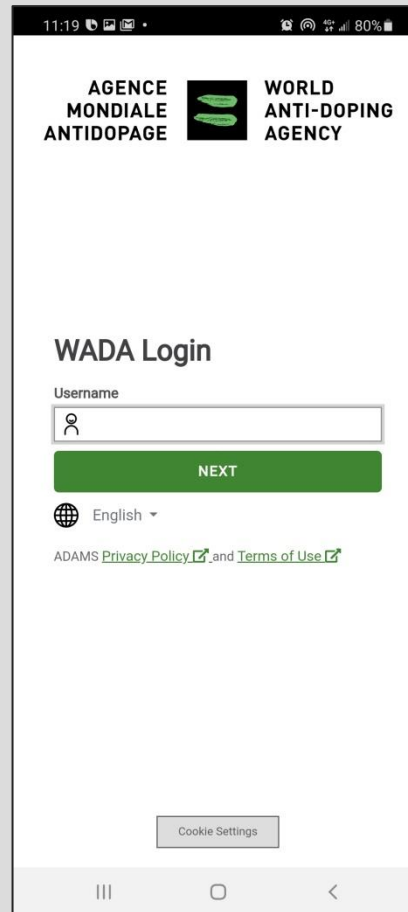 11:19
4G+ 80%
AGENCE
MONDIALE
ANTIDOPAGE
WORLD
ANTI-DOPING
AGENCY
WADA Login
Username
NEXT
English
ADAMS Privacy Policy and Terms of Use
Cookie Settings